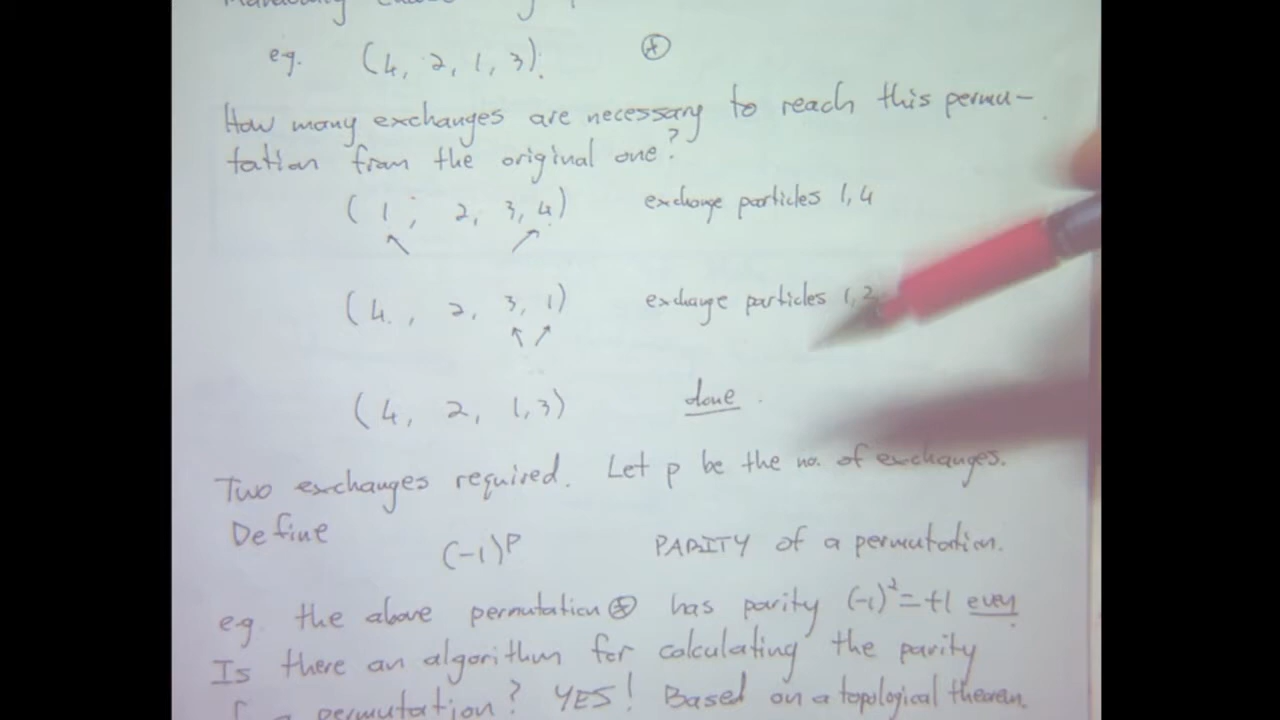 e.g. (4, 2, 1, 3). ⊛
How many exchanges are necessary to reach this permu-
tation from the original one?
(1, 2, 3, 4) exchange particles 1, 4
(4, 2, 3, 1) exchange particles 1, 3
(4, 2, 1, 3) done.
Two exchanges required. Let p be the no. of exchanges.
Define
(-1)^p PARITY of a permutation.
e.g. the above permutation ⊛ has parity (-1)^2 = +1 even
Is there an algorithm for calculating the parity
of a permutation? YES! Based on a topological theorem.